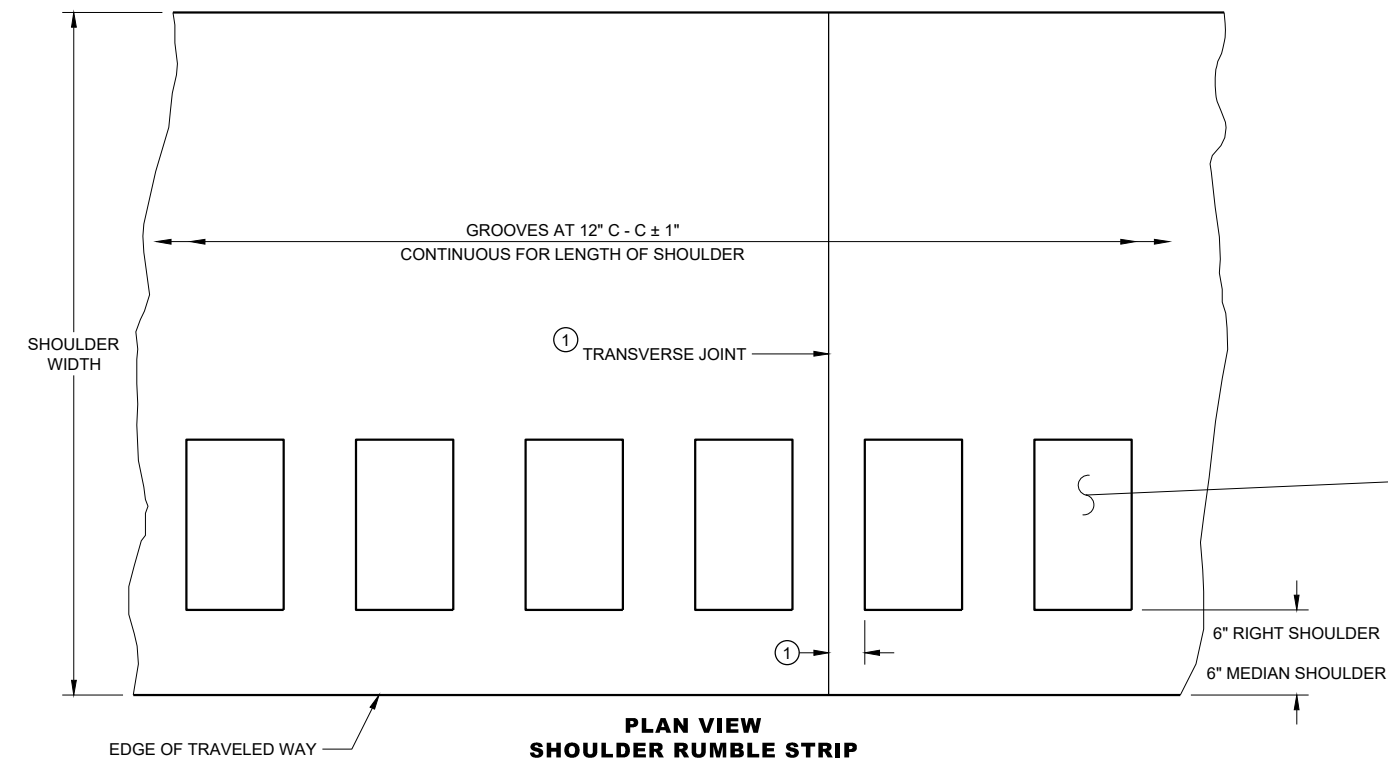 GROOVES AT 12" C - C ± 1"
CONTINUOUS FOR LENGTH OF SHOULDER
SHOULDER
WIDTH
1
TRANSVERSE JOINT
1
6" RIGHT SHOULDER
6" MEDIAN SHOULDER
EDGE OF TRAVELED WAY
PLAN VIEW
SHOULDER RUMBLE STRIP